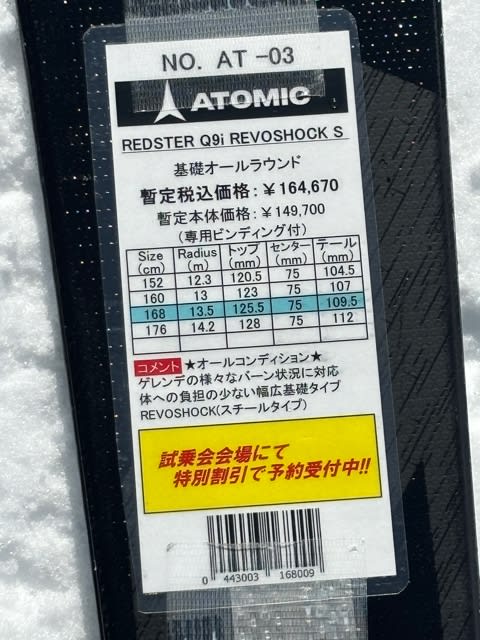 NO. AT -03
ATOMIC
REDSTER Q9i REVOSHOCK S
基礎オールラウンド
暫定税込価格：￥164,670
暫定本体価格：￥149,700
(専用ビンディング付)
Size (cm) Radius (m) トップ (mm) センター (mm) テール (mm)
152 12.3 120.5 75 104.5
160 13 123 75 107
168 13.5 125.5 75 109.5
176 14.2 128 75 112
コメント ★オールコンディション★
ゲレンデの様々なバーン状況に対応
体への負担の少ない幅広基礎タイプ
REVOSHOCK(スチールタイプ)
試乗会会場にて
特別割引で予約受付中!!
0 443003 168009